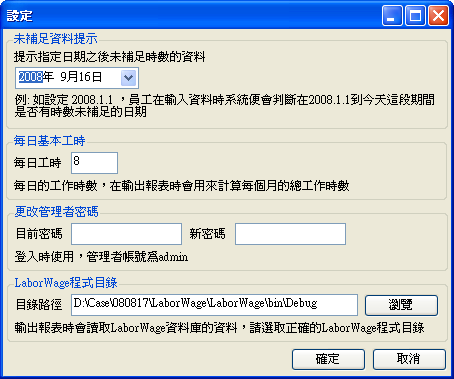 設定
未補足資料提示
提示指定日期之後未補足時數的資料
2008年 9月16日
例: 如設定 2008.1.1 ，員工在輸入資料時系統便會判斷在2008.1.1到今天這段期間
是否有時數未補足的日期
每日基本工時
每日工時 8
每日的工作時數，在輸出報表時會用來計算每個月的總工作時數
更改管理者密碼
目前密碼 新密碼
登入時使用，管理者帳號為admin
LaborWage程式目錄
目錄路徑 D:\Case\080817\LaborWage\LaborWage\bin\Debug 瀏覽
輸出報表時會讀取LaborWage資料庫的資料，請選取正確的LaborWage程式目錄
確定 取消